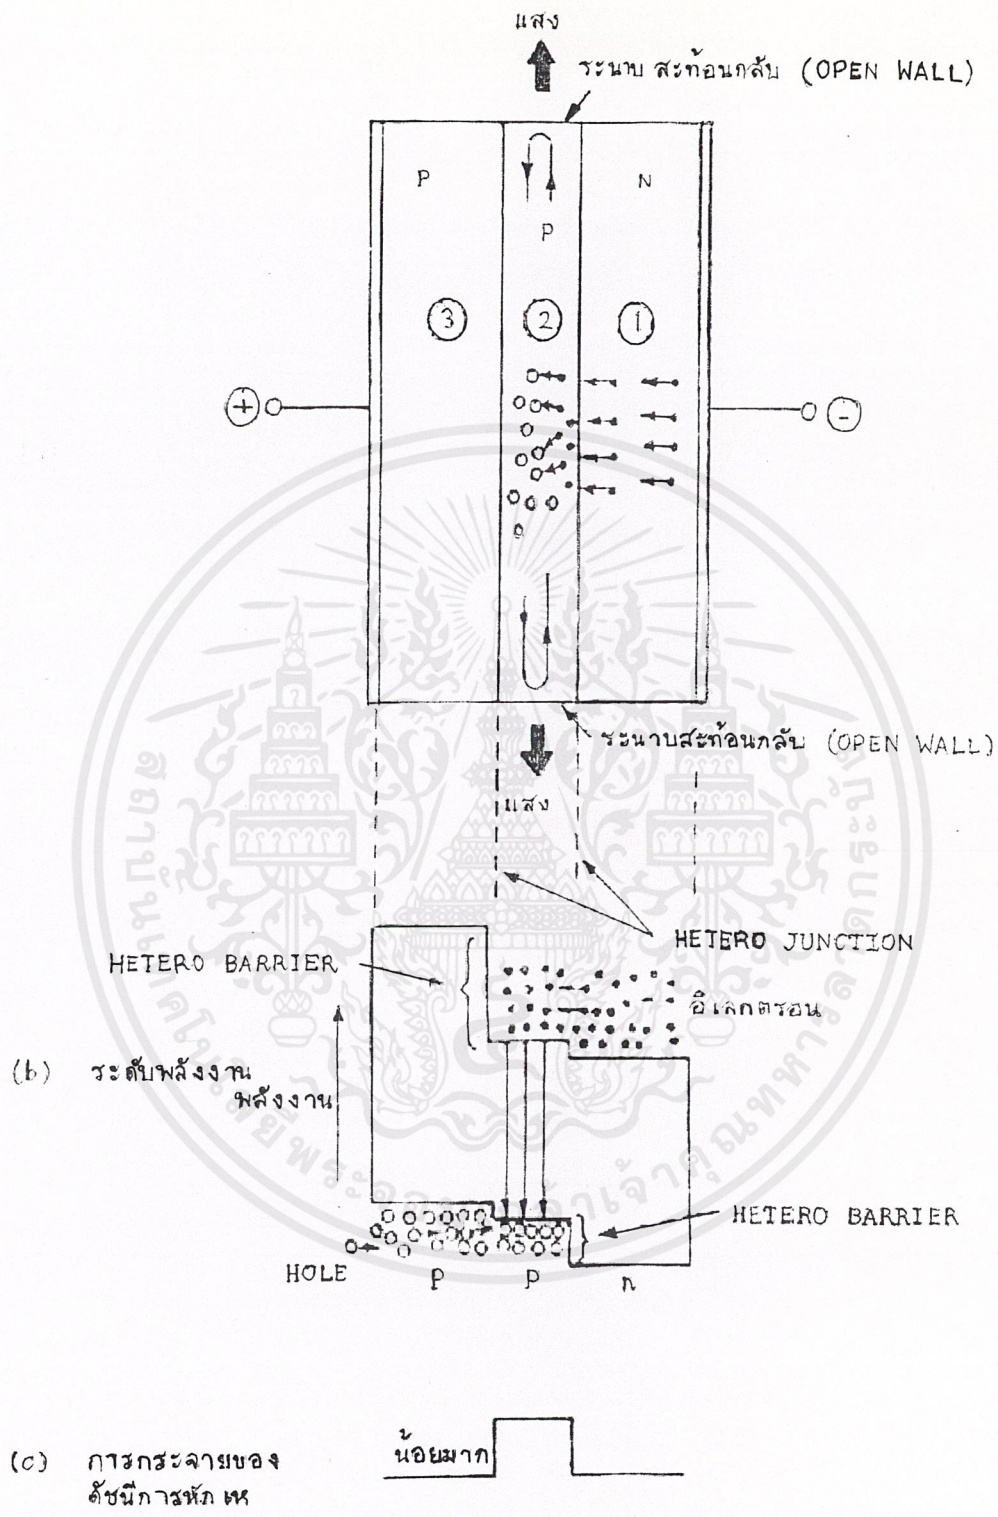 แสง
ระนาบ สะท้อนกลับ (OPEN WALL)
P
N
P
3
2
1
+
-
ระนาบสะท้อนกลับ (OPEN WALL)
แสง
HETERO JUNCTION
HETERO BARRIER
อิเลกตรอน
(b) ระดับพลังงาน
พลังงาน
HETERO BARRIER
HOLE
P
P
n
(c) การกระจายของ
ดัชนีการหักเห
น้อยมาก